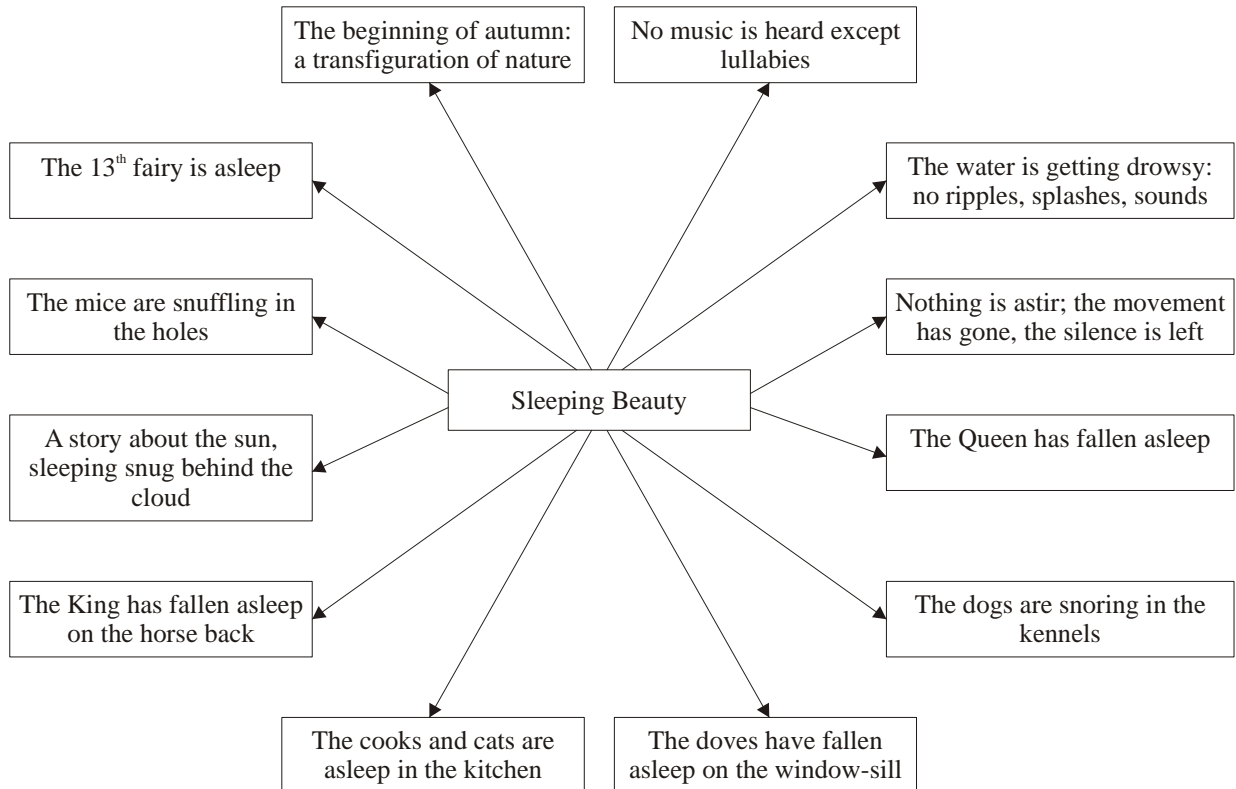 The beginning of autumn:
a transfiguration of nature
No music is heard except
lullabies
The 13th fairy is asleep
The water is getting drowsy:
no ripples, splashes, sounds
The mice are snuffling in
the holes
Nothing is astir; the movement
has gone, the silence is left
Sleeping Beauty
A story about the sun,
sleeping snug behind the
cloud
The Queen has fallen asleep
The King has fallen asleep
on the horse back
The dogs are snoring in the
kennels
The cooks and cats are
asleep in the kitchen
The doves have fallen
asleep on the window-sill